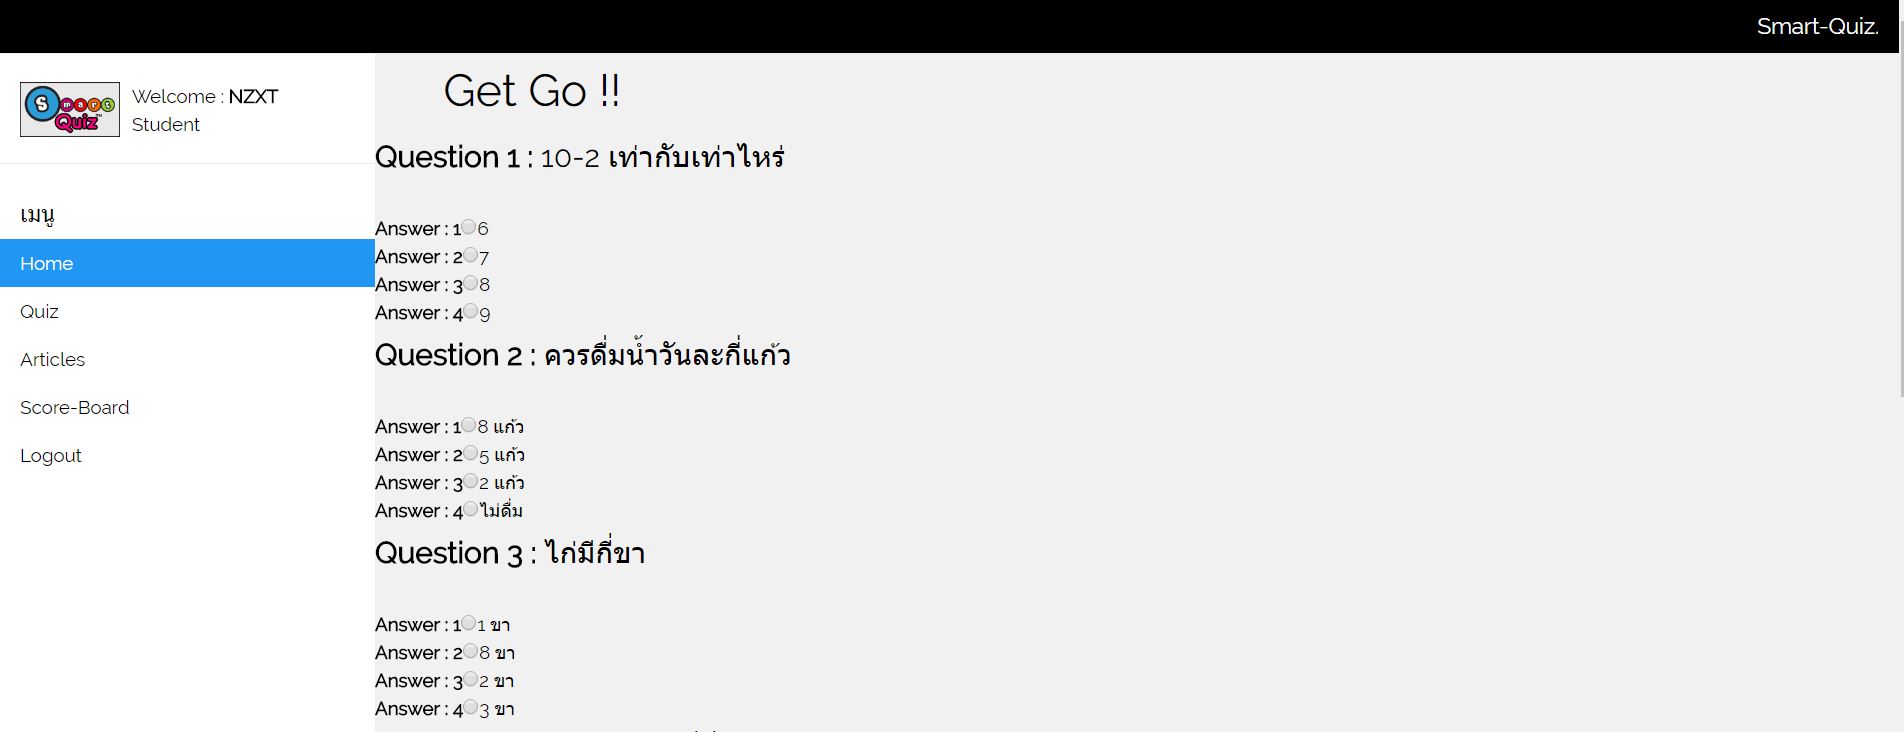 Smart-Quiz.
Smart
Quiz™
Welcome : NZXT
Student
เมนู
Home
Quiz
Articles
Score-Board
Logout
Get Go !!
Question 1 : 10-2 เท่ากับเท่าไหร่
Answer : 1 6
Answer : 2 7
Answer : 3 8
Answer : 4 9
Question 2 : ควรดื่มน้ำวันละกี่แก้ว
Answer : 1 8 แก้ว
Answer : 2 5 แก้ว
Answer : 3 2 แก้ว
Answer : 4 ไม่ดื่ม
Question 3 : ไก่มีกี่ขา
Answer : 1 1 ขา
Answer : 2 8 ขา
Answer : 3 2 ขา
Answer : 4 3 ขา